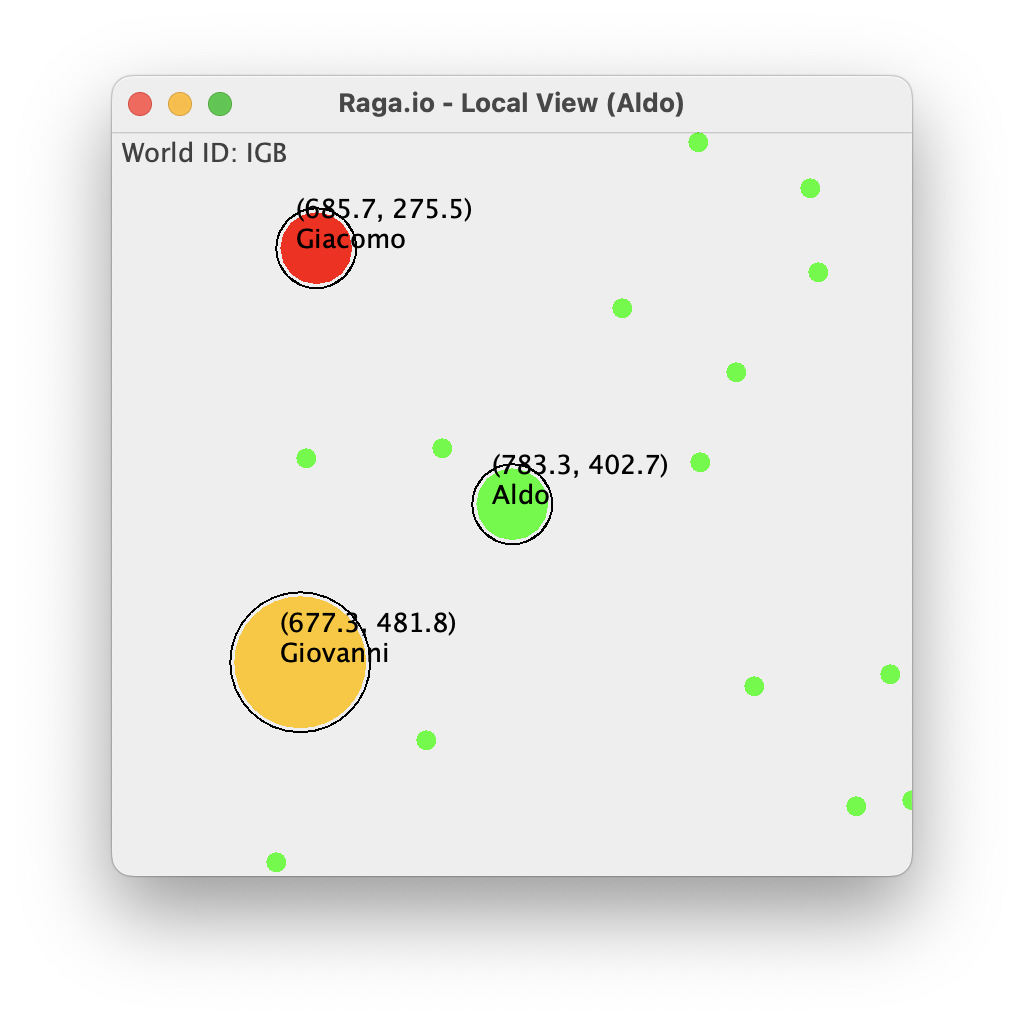 Raga.io - Local View (Aldo)
World ID: IGB
(685.7, 275.5)
Giacomo
(783.3, 402.7)
Aldo
(677.3, 481.8)
Giovanni